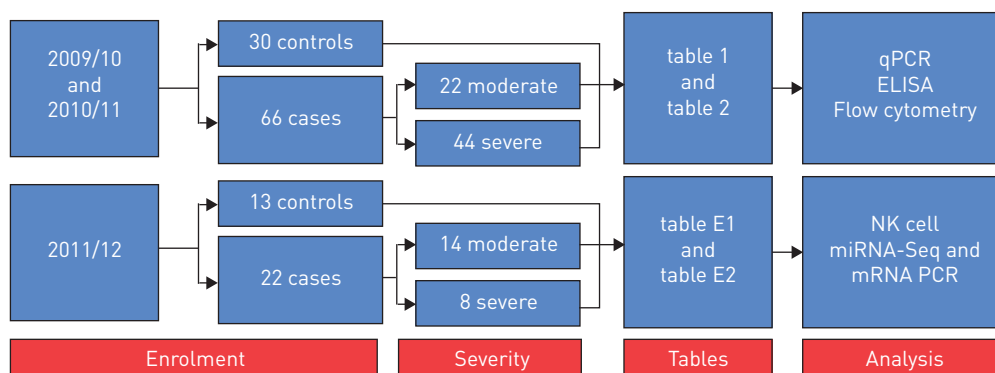 2009/10
and
2010/11
30 controls
66 cases
22 moderate
44 severe
table 1
and
table 2
qPCR
ELISA
Flow cytometry
2011/12
13 controls
22 cases
14 moderate
8 severe
table E1
and
table E2
NK cell
miRNA-Seq and
mRNA PCR
Enrolment
Severity
Tables
Analysis